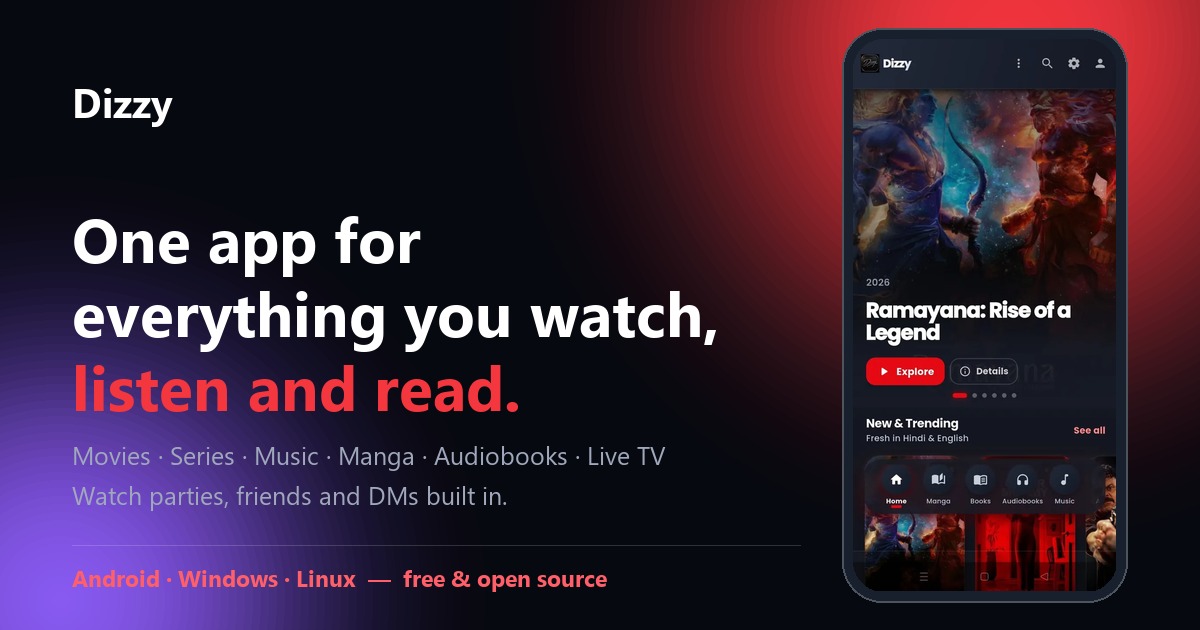 Dizzy
One app for
everything you watch,
listen and read.
Movies · Series · Music · Manga · Audiobooks · Live TV
Watch parties, friends and DMs built in.
Android · Windows · Linux — free & open source
Dizzy
2026
Ramayana: Rise of a
Legend
Explore
Details
New & Trending
See all
Fresh in Hindi & English
Home
Manga
Books
Audiobooks
Music